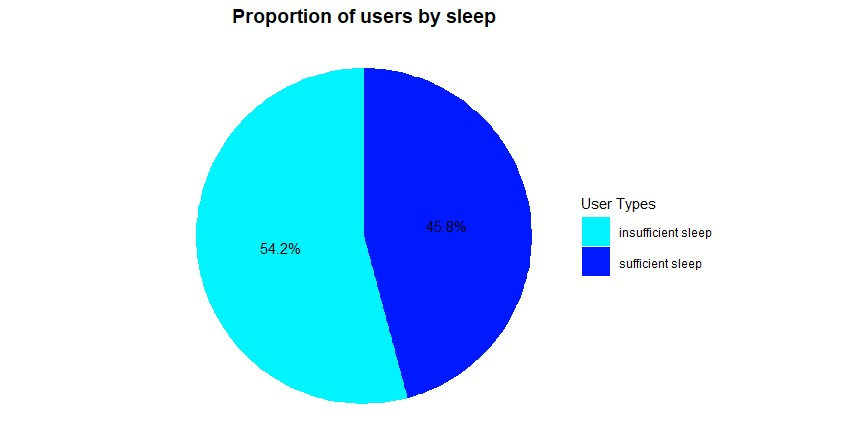 Proportion of users by sleep
45.8%
54.2%
User Types
insufficient sleep
sufficient sleep